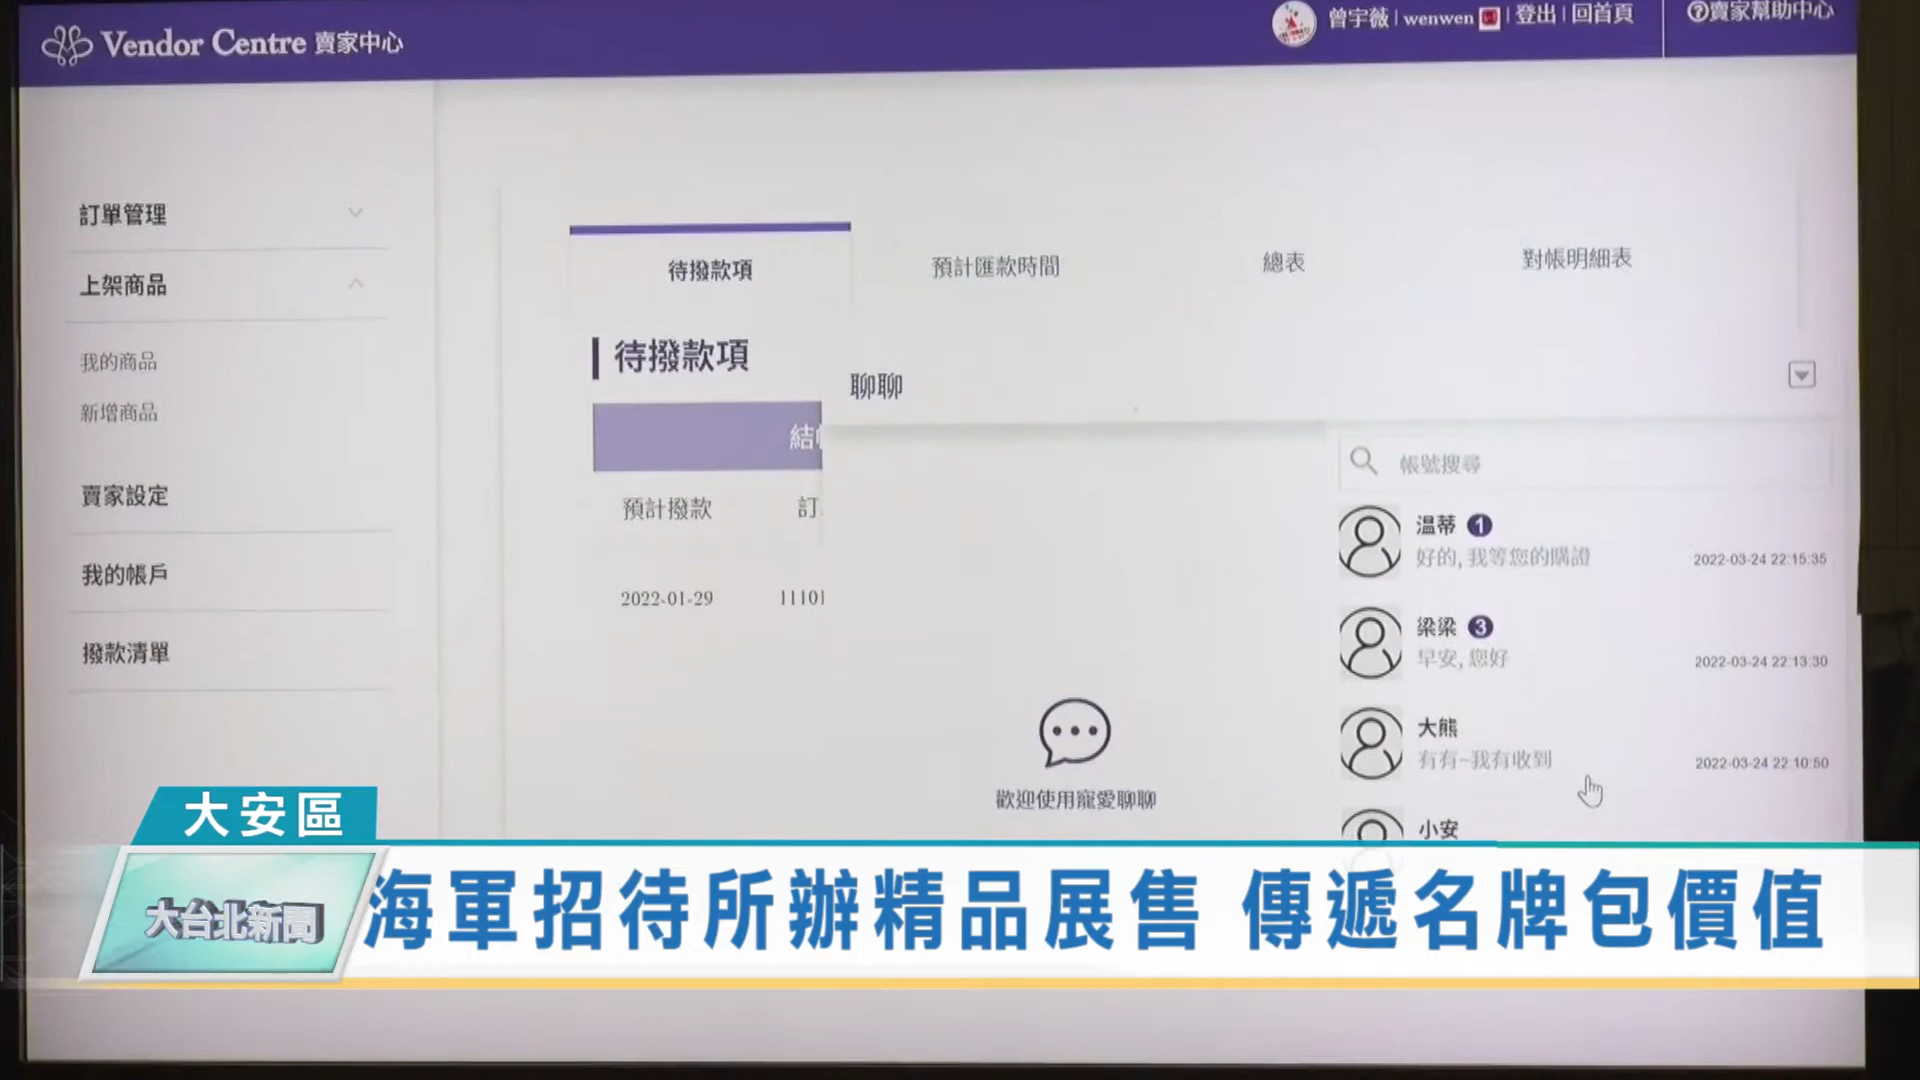 Vendor Centre 賣家中心
曾宇薇 | wenwen | 登出 | 回首頁
賣家幫助中心
訂單管理
上架商品
我的商品
新增商品
賣家設定
我的帳戶
撥款清單
待撥款項
預計匯款時間
總表
對帳明細表
待撥款項
聊聊
結
預計撥款
訂
2022-01-29
11101
歡迎使用寵愛聊聊
帳號搜尋
溫蒂 1
好的, 我等您的購證
2022-03-24 22:15:35
梁梁 3
早安, 您好
2022-03-24 22:13:30
大熊
有有~我有收到
2022-03-24 22:10:50
小安
大安區
大台北新聞
海軍招待所辦精品展售 傳遞名牌包價值